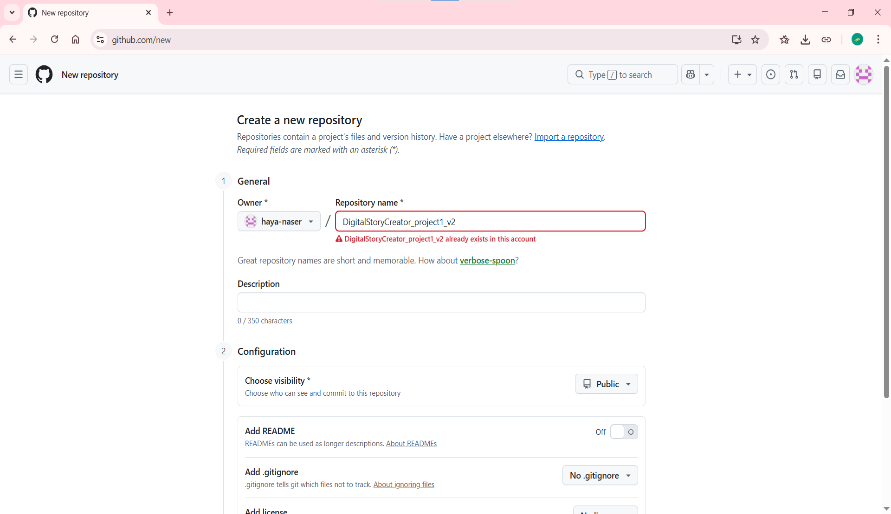 New repository
github.com/new
New repository
Type / to search
Create a new repository
Repositories contain a project's files and version history. Have a project elsewhere? Import a repository.
Required fields are marked with an asterisk (*).
1 General
Owner * Repository name *
haya-naser / DigitalStoryCreator_project1_v2
DigitalStoryCreator_project1_v2 already exists in this account
Great repository names are short and memorable. How about verbose-spoon?
Description
0 / 350 characters
2 Configuration
Choose visibility * Public
Choose who can see and commit to this repository
Add README Off
READMEs can be used as longer descriptions. About READMEs
Add .gitignore No .gitignore
.gitignore tells git which files not to track. About ignoring files
Add license